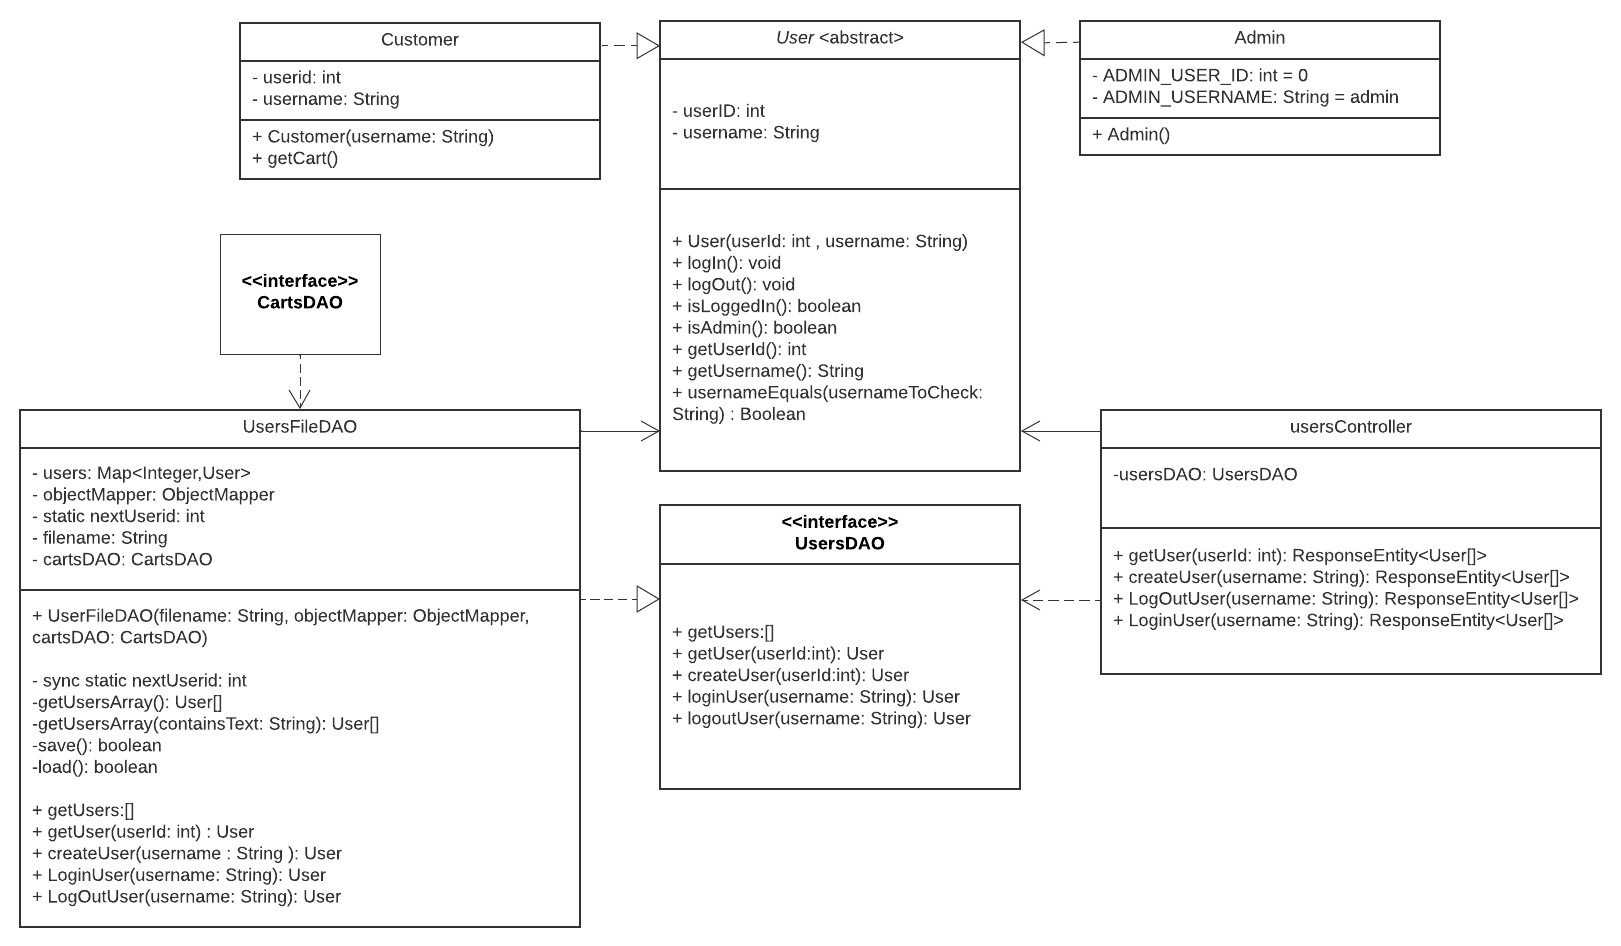 Customer
- userid: int
- username: String
+ Customer(username: String)
+ getCart()
User <abstract>
- userID: int
- username: String
+ User(userId: int , username: String)
+ logIn(): void
+ logOut(): void
+ isLoggedIn(): boolean
+ isAdmin(): boolean
+ getUserId(): int
+ getUsername(): String
+ usernameEquals(usernameToCheck:
String) : Boolean
Admin
- ADMIN_USER_ID: int = 0
- ADMIN_USERNAME: String = admin
+ Admin()
<<interface>>
CartsDAO
UsersFileDAO
- users: Map<Integer,User>
- objectMapper: ObjectMapper
- static nextUserid: int
- filename: String
- cartsDAO: CartsDAO
+ UserFileDAO(filename: String, objectMapper: ObjectMapper,
cartsDAO: CartsDAO)
- sync static nextUserid: int
-getUsersArray(): User[]
-getUsersArray(containsText: String): User[]
-save(): boolean
-load(): boolean
+ getUsers:[]
+ getUser(userId: int) : User
+ createUser(username : String ): User
+ LoginUser(username: String): User
+ LogOutUser(username: String): User
<<interface>>
UsersDAO
+ getUsers:[]
+ getUser(userId:int): User
+ createUser(userId:int): User
+ loginUser(username: String): User
+ logoutUser(username: String): User
usersController
-usersDAO: UsersDAO
+ getUser(userId: int): ResponseEntity<User[]>
+ createUser(username: String): ResponseEntity<User[]>
+ LogOutUser(username: String): ResponseEntity<User[]>
+ LoginUser(username: String): ResponseEntity<User[]>